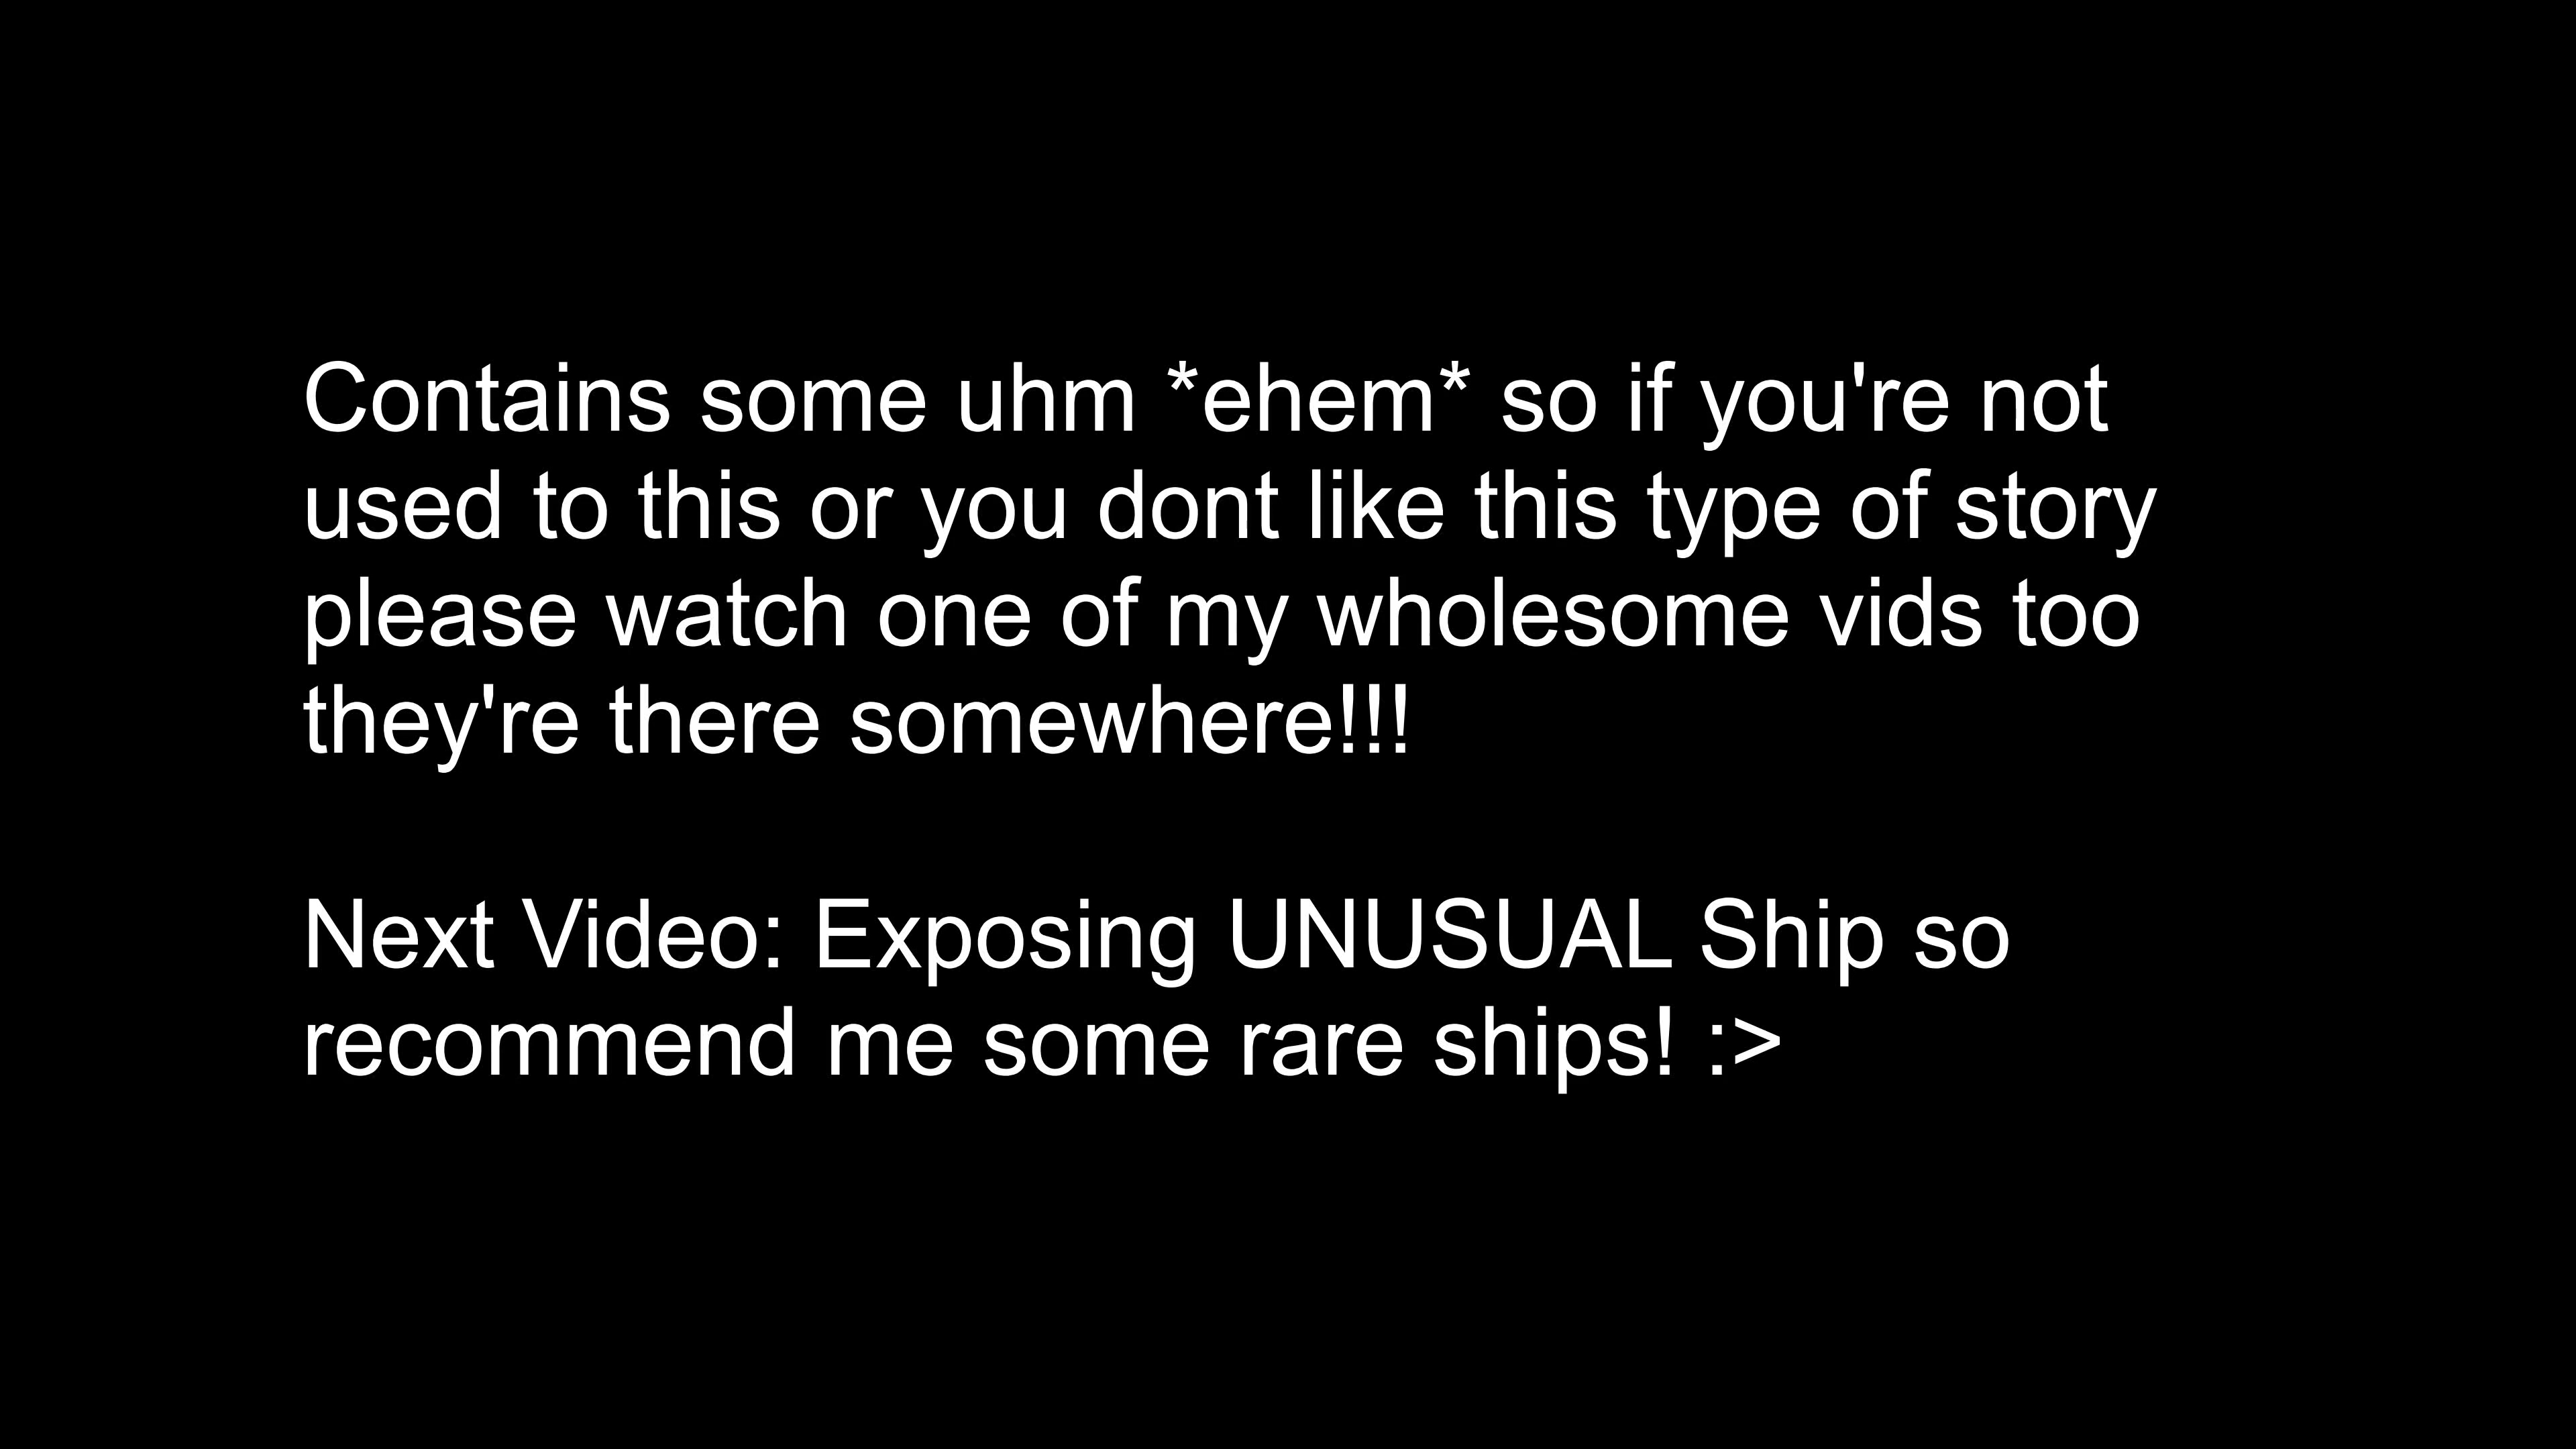 Contains some uhm *ehem* so if you're not
used to this or you dont like this type of story
please watch one of my wholesome vids too
they're there somewhere!!!
Next Video: Exposing UNUSUAL Ship so
recommend me some rare ships! :>